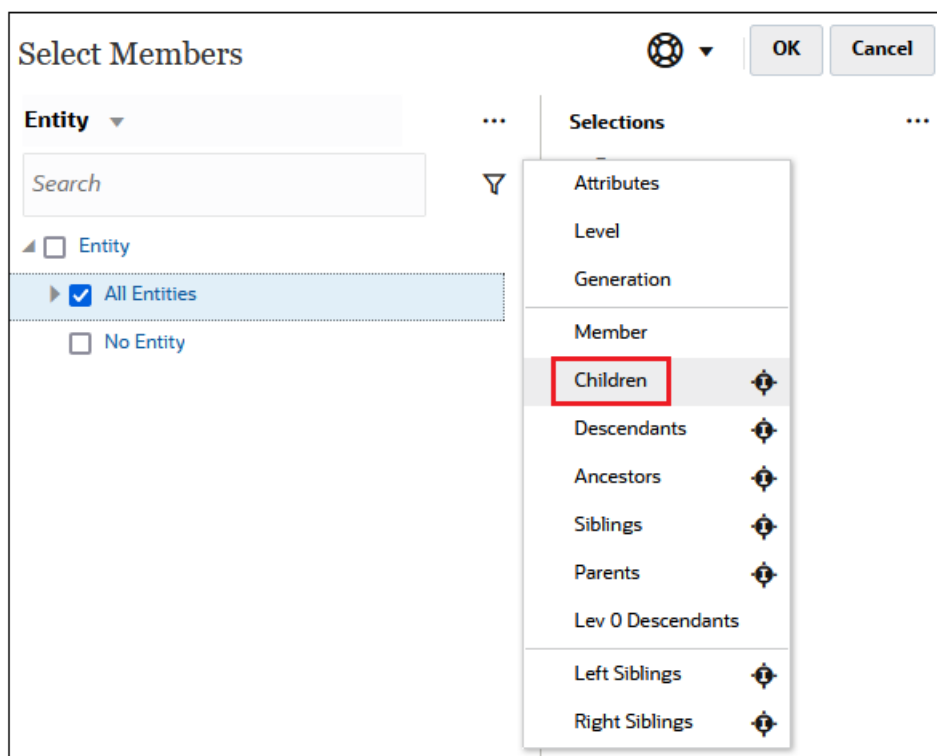 Select Members
OK
Cancel
Entity
...
Selections
...
Search
Entity
All Entities
No Entity
Attributes
Level
Generation
Member
Children
Descendants
Ancestors
Siblings
Parents
Lev 0 Descendants
Left Siblings
Right Siblings